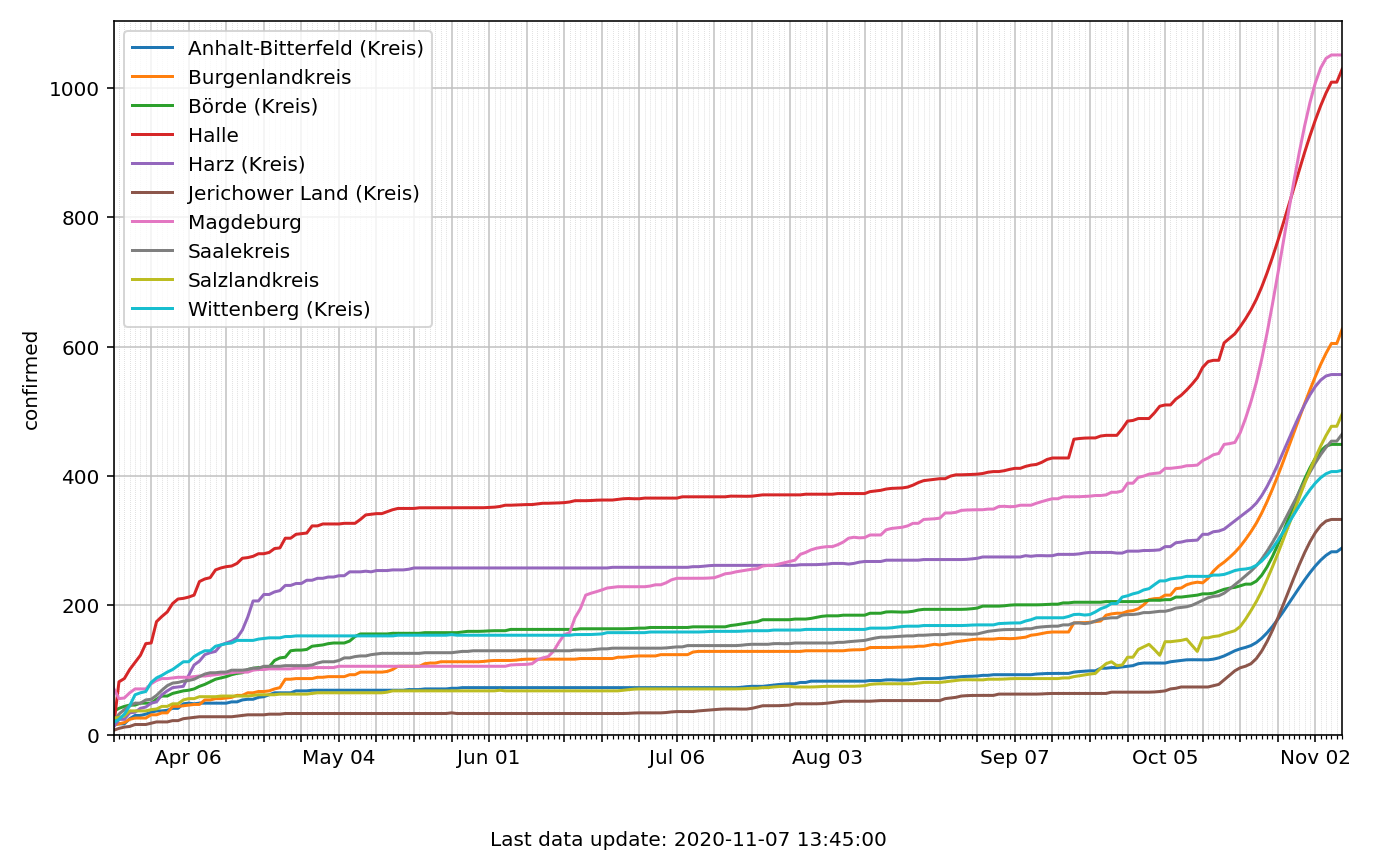 Anhalt-Bitterfeld (Kreis)
Burgenlandkreis
Börde (Kreis)
Halle
Harz (Kreis)
Jerichower Land (Kreis)
Magdeburg
Saalekreis
Salzlandkreis
Wittenberg (Kreis)
confirmed
1000
800
600
400
200
0
Apr 06 May 04 Jun 01 Jul 06 Aug 03 Sep 07 Oct 05 Nov 02
Last data update: 2020-11-07 13:45:00